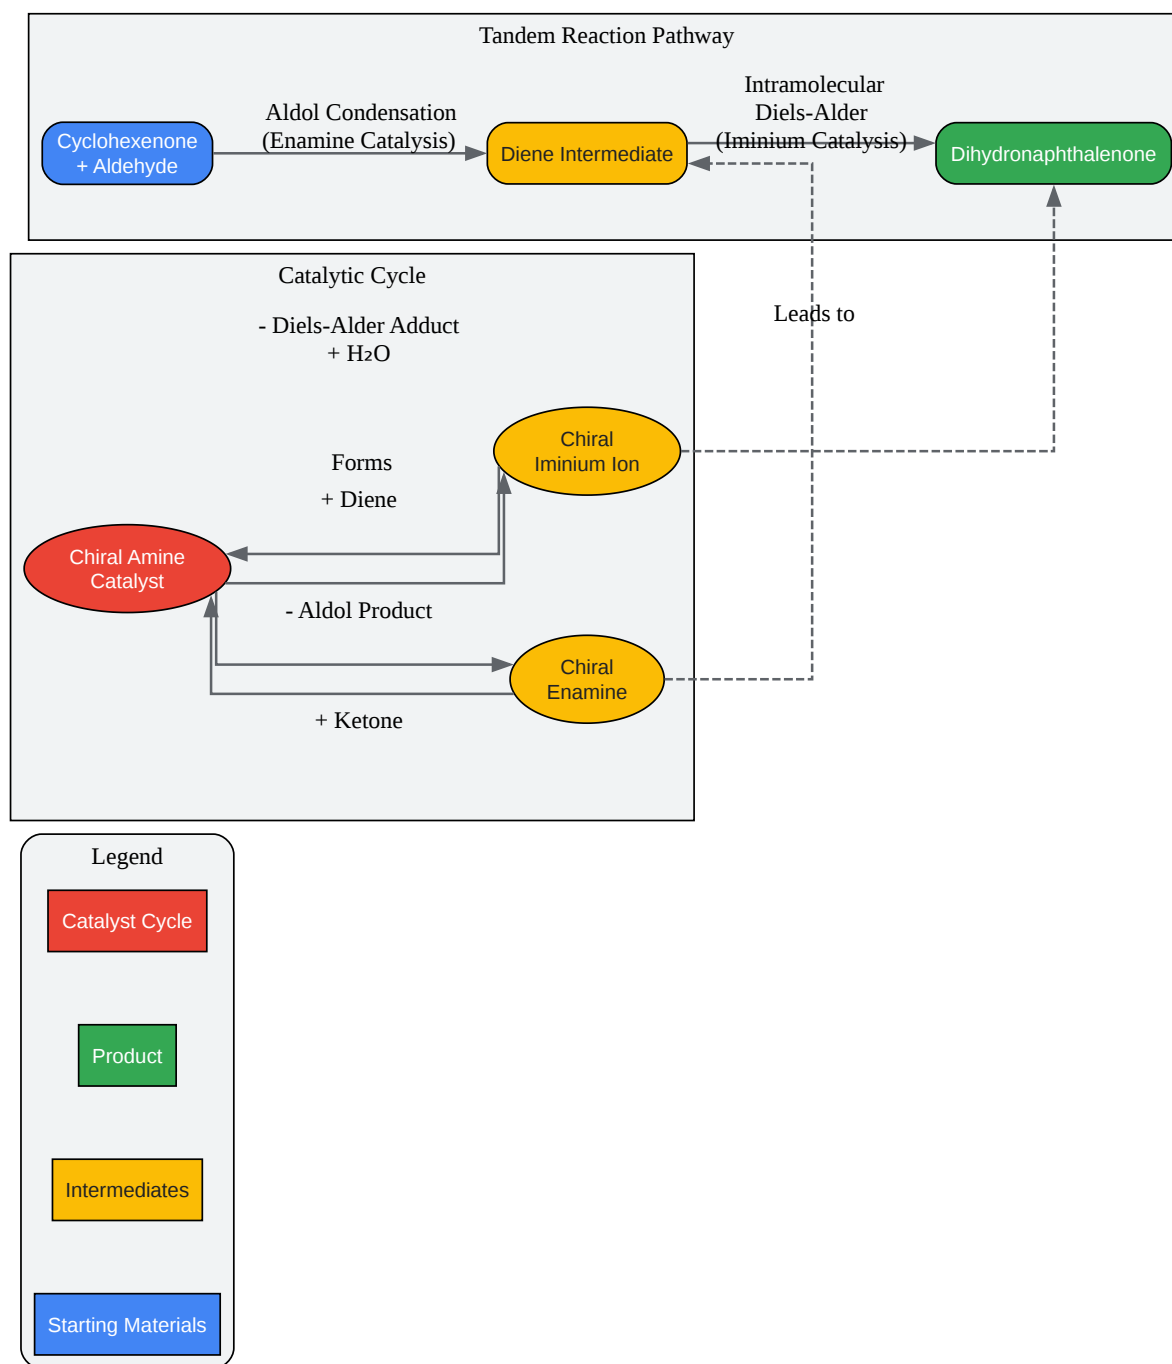 Tandem Reaction Pathway
Cyclohexenone
+ Aldehyde
Aldol Condensation
(Enamine Catalysis)
Diene Intermediate
Intramolecular
Diels-Alder
(Iminium Catalysis)
Dihydronaphthalenone
Catalytic Cycle
- Diels-Alder Adduct
+ H₂O
Leads to
Chiral
Iminium Ion
Forms
+ Diene
Chiral Amine
Catalyst
- Aldol Product
Chiral
Enamine
+ Ketone
Legend
Catalyst Cycle
Product
Intermediates
Starting Materials